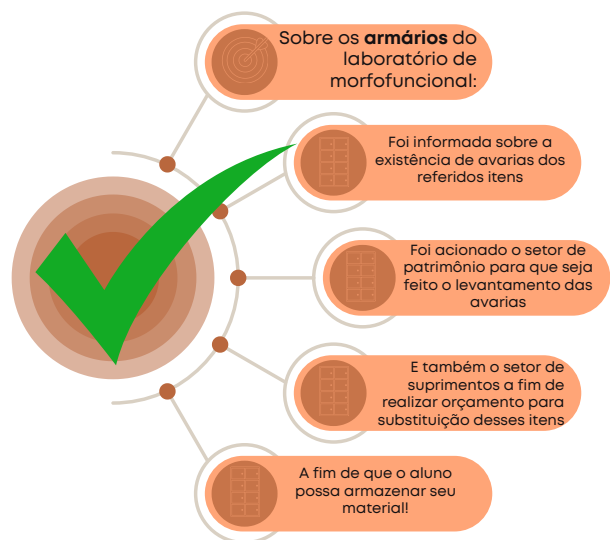 Sobre os armários do
laboratório de
morfofuncional:
Foi informada sobre a
existência de avarias dos
referidos itens
Foi acionado o setor de
patrimônio para que seja
feito o levantamento das
avarias
E também o setor de
suprimentos a fim de
realizar orçamento para
substituição desses itens
A fim de que o aluno
possa armazenar seu
material!